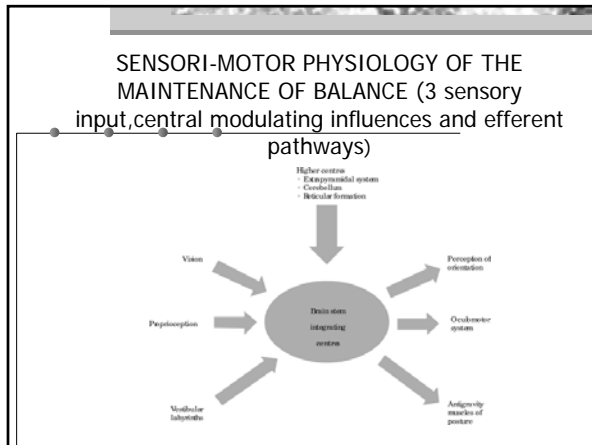 SENSORI-MOTOR PHYSIOLOGY OF THE
MAINTENANCE OF BALANCE (3 sensory
input,central modulating influences and efferent
pathways)
Higher centres
· Extrapyramidal system
· Cerebellum
· Reticular formation
Vision
Perception of
orientation
Proprioception
Brain stem
integrating
centres
Oculomotor
system
Vestibular
labyrinths
Antigravity
muscles of
posture